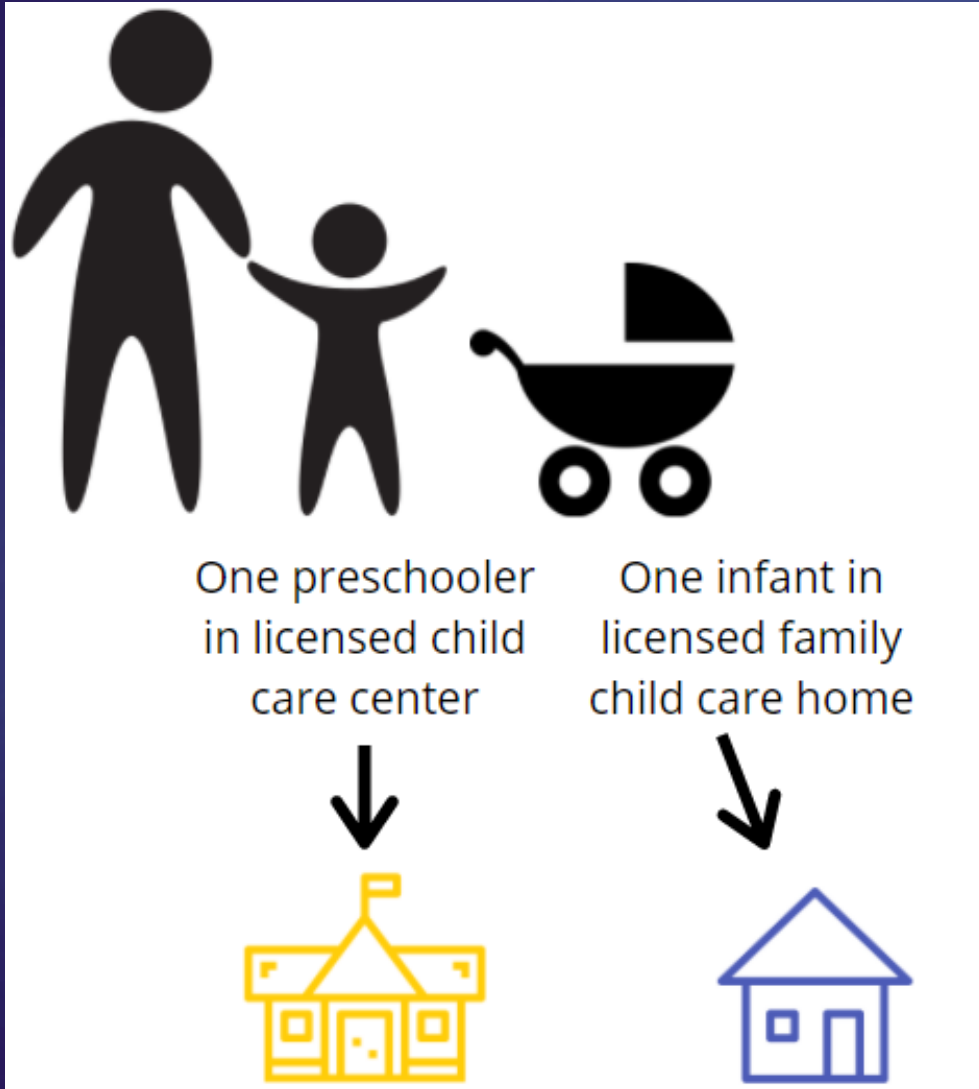 One preschooler
in licensed child
care center
One infant in
licensed family
child care home